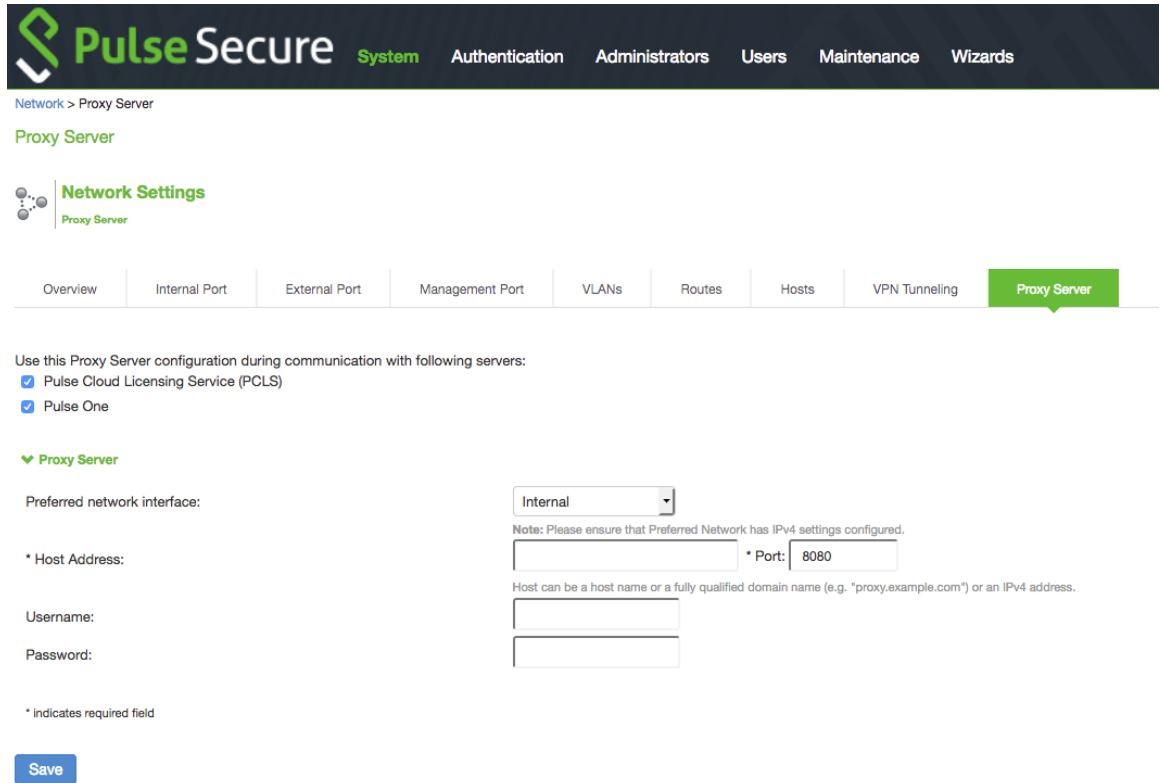 Pulse Secure System Authentication Administrators Users Maintenance Wizards
Network > Proxy Server
Proxy Server
Network Settings
Proxy Server
Overview Internal Port External Port Management Port VLANs Routes Hosts VPN Tunneling Proxy Server
Use this Proxy Server configuration during communication with following servers:
Pulse Cloud Licensing Service (PCLS)
Pulse One
Proxy Server
Preferred network interface: Internal
Note: Please ensure that Preferred Network has IPv4 settings configured.
* Host Address: * Port: 8080
Host can be a host name or a fully qualified domain name (e.g. "proxy.example.com") or an IPv4 address.
Username:
Password:
* indicates required field
Save